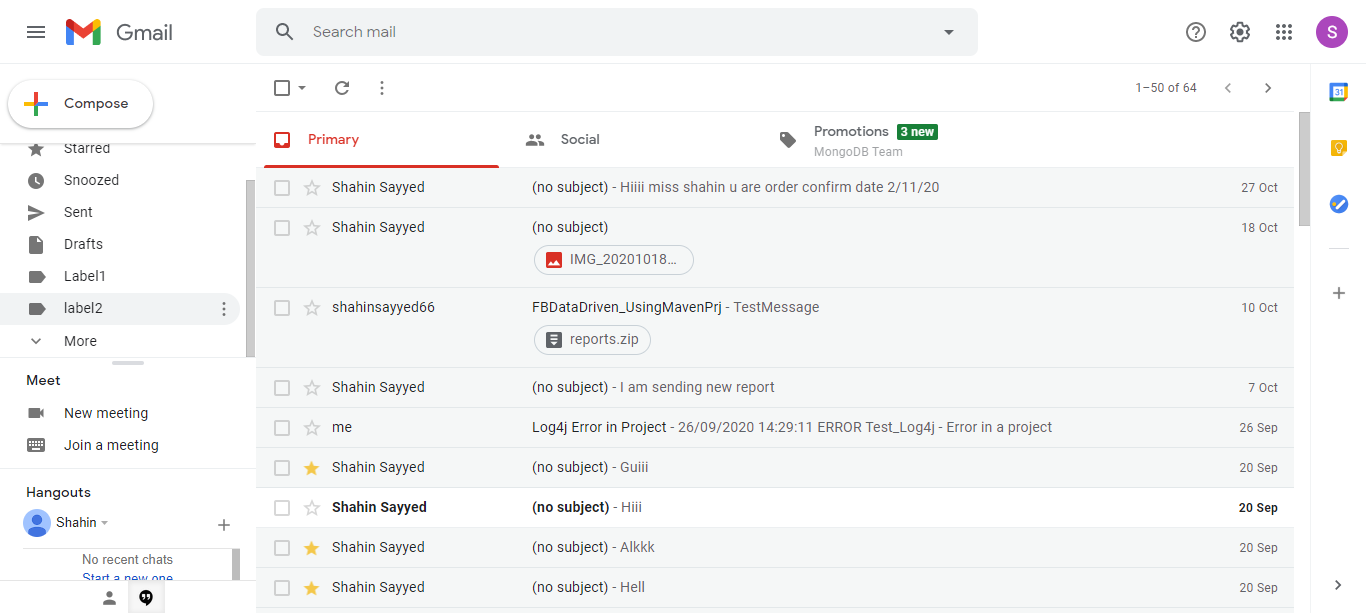 Gmail
Search mail
S
Compose
1–50 of 64
31
Starred
Primary
Social
Promotions 3 new
MongoDB Team
Snoozed
Sent
Drafts
Label1
label2
More
Meet
New meeting
Join a meeting
Hangouts
Shahin
No recent chats
Start a new one
Shahin Sayyed (no subject) - Hiiii miss shahin u are order confirm date 2/11/20 27 Oct
Shahin Sayyed (no subject) 18 Oct
IMG_20201018...
shahinsayyed66 FBDataDriven_UsingMavenPrj - TestMessage 10 Oct
reports.zip
Shahin Sayyed (no subject) - I am sending new report 7 Oct
me Log4j Error in Project - 26/09/2020 14:29:11 ERROR Test_Log4j - Error in a project 26 Sep
Shahin Sayyed (no subject) - Guiii 20 Sep
Shahin Sayyed (no subject) - Hiii 20 Sep
Shahin Sayyed (no subject) - Alkkk 20 Sep
Shahin Sayyed (no subject) - Hell 20 Sep